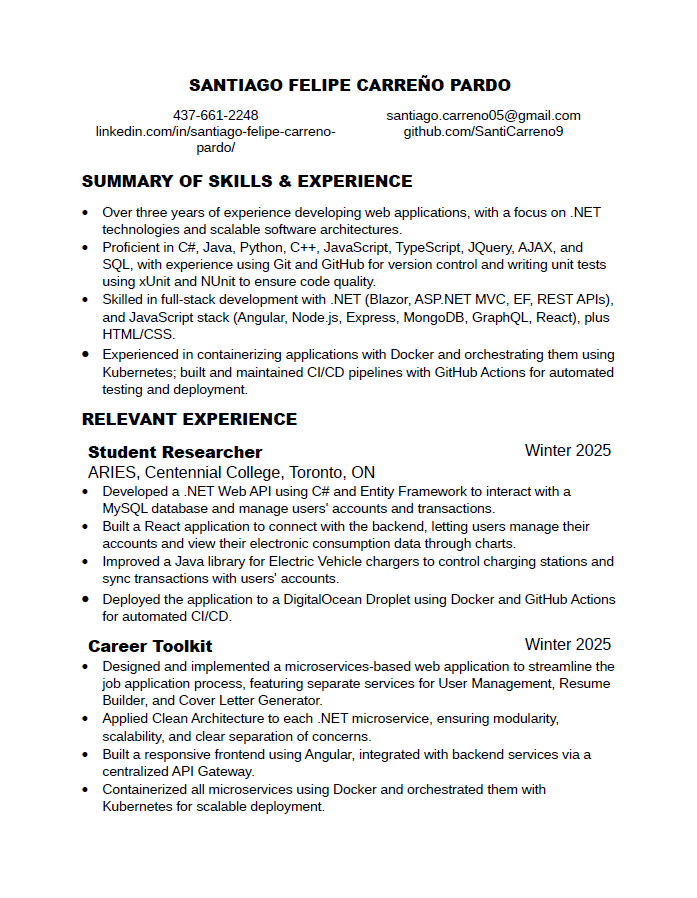 SANTIAGO FELIPE CARREÑO PARDO
437-661-2248
linkedin.com/in/santiago-felipe-carreno-
pardo/
santiago.carreno05@gmail.com
github.com/SantiCarreno9
SUMMARY OF SKILLS & EXPERIENCE
• Over three years of experience developing web applications, with a focus on .NET
technologies and scalable software architectures.
• Proficient in C#, Java, Python, C++, JavaScript, TypeScript, JQuery, AJAX, and
SQL, with experience using Git and GitHub for version control and writing unit tests
using xUnit and NUnit to ensure code quality.
• Skilled in full-stack development with .NET (Blazor, ASP.NET MVC, EF, REST APIs),
and JavaScript stack (Angular, Node.js, Express, MongoDB, GraphQL, React), plus
HTML/CSS.
• Experienced in containerizing applications with Docker and orchestrating them using
Kubernetes; built and maintained CI/CD pipelines with GitHub Actions for automated
testing and deployment.
RELEVANT EXPERIENCE
Student Researcher Winter 2025
ARIES, Centennial College, Toronto, ON
• Developed a .NET Web API using C# and Entity Framework to interact with a
MySQL database and manage users' accounts and transactions.
• Built a React application to connect with the backend, letting users manage their
accounts and view their electronic consumption data through charts.
• Improved a Java library for Electric Vehicle chargers to control charging stations and
sync transactions with users' accounts.
• Deployed the application to a DigitalOcean Droplet using Docker and GitHub Actions
for automated CI/CD.
Career Toolkit Winter 2025
• Designed and implemented a microservices-based web application to streamline the
job application process, featuring separate services for User Management, Resume
Builder, and Cover Letter Generator.
• Applied Clean Architecture to each .NET microservice, ensuring modularity,
scalability, and clear separation of concerns.
• Built a responsive frontend using Angular, integrated with backend services via a
centralized API Gateway.
• Containerized all microservices using Docker and orchestrated them with
Kubernetes for scalable deployment.